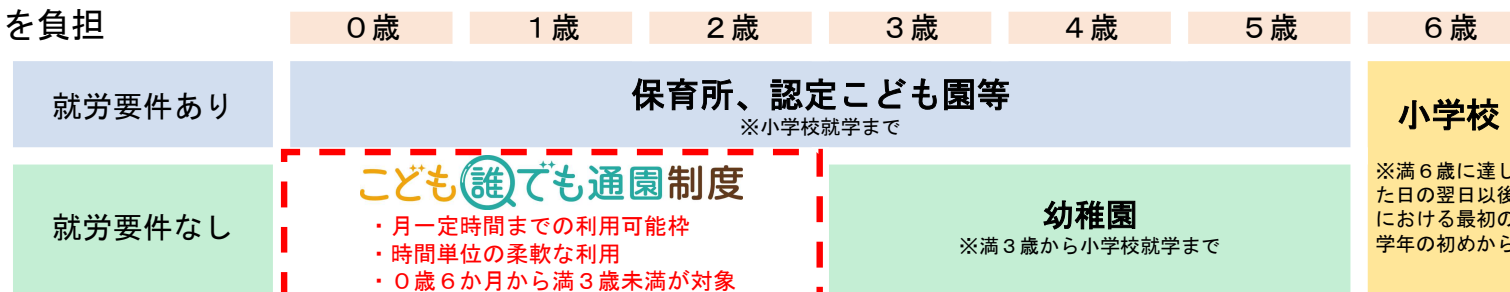 を負担
０歳 １歳 ２歳 ３歳 ４歳 ５歳 ６歳
就労要件あり
保育所、認定こども園等
※小学校就学まで
小学校
※満６歳に達し
た日の翌日以後
における最初の
学年の初めから
就労要件なし
こども誰でも通園制度
・月一定時間までの利用可能枠
・時間単位の柔軟な利用
・０歳６か月から満３歳未満が対象
幼稚園
※満３歳から小学校就学まで